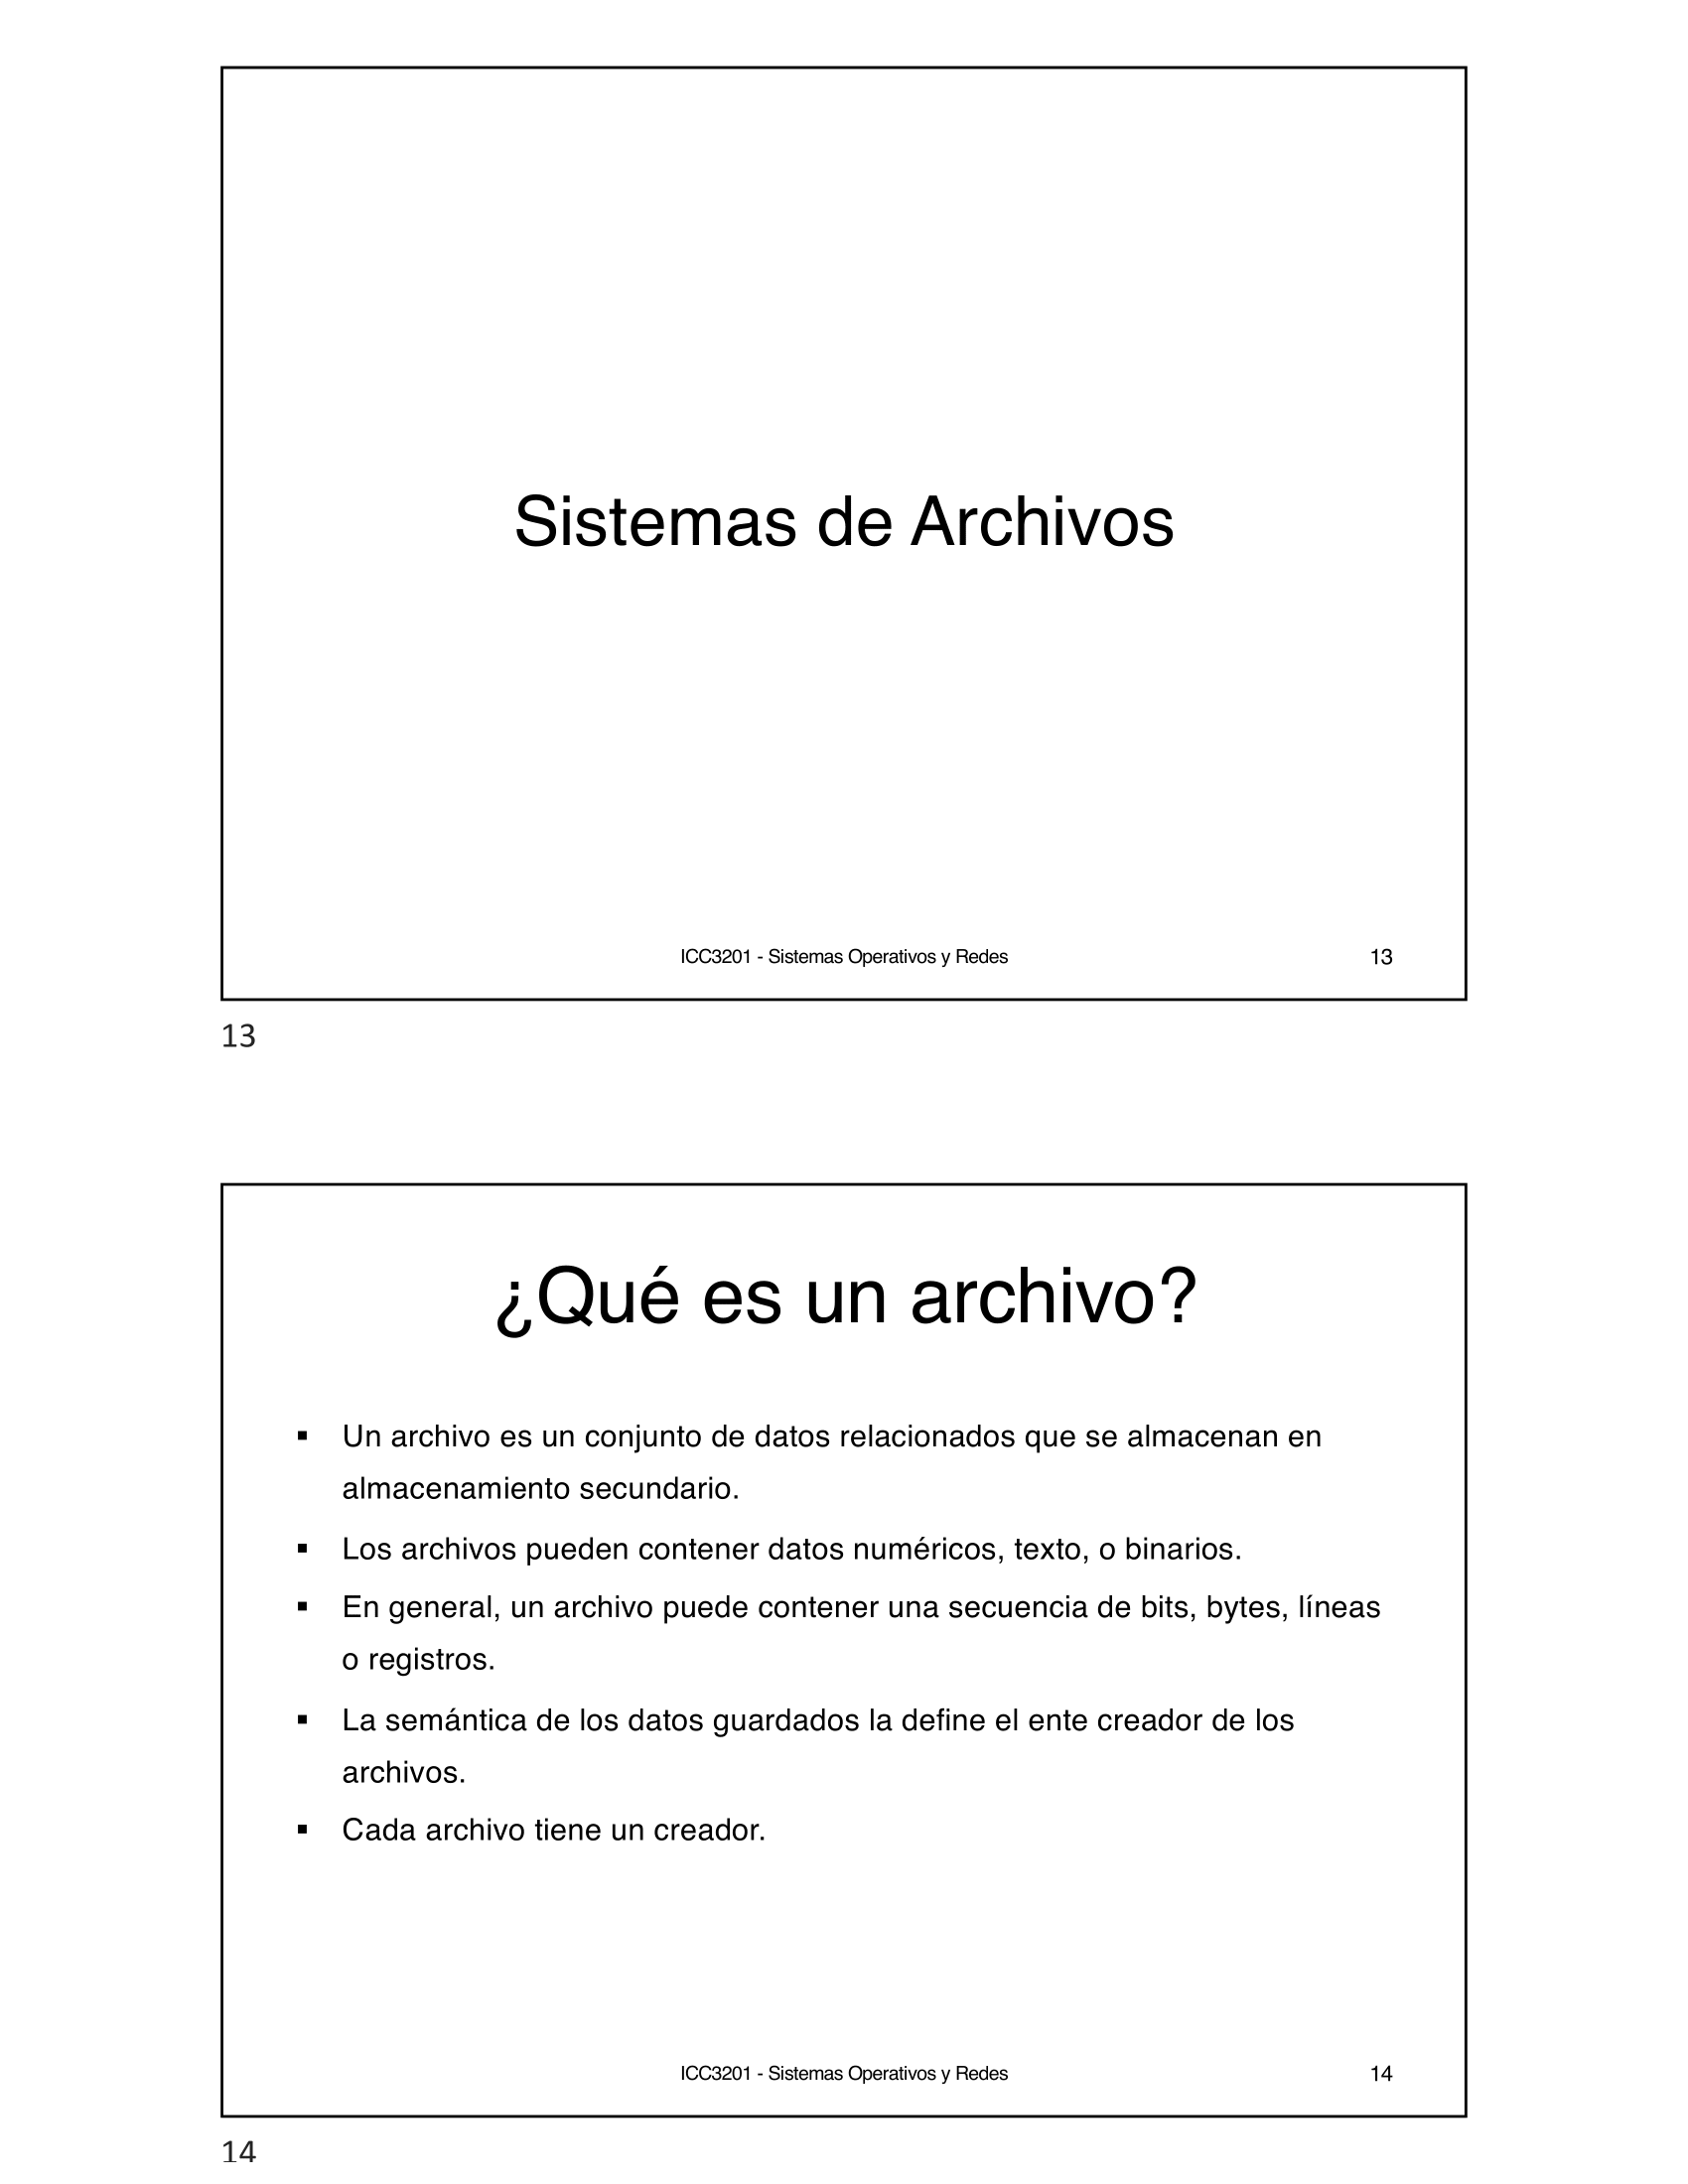 Sistemas de Archivos
ICC3201 - Sistemas Operativos y Redes 13
13
¿Qué es un archivo?
▪ Un archivo es un conjunto de datos relacionados que se almacenan en
almacenamiento secundario.
▪ Los archivos pueden contener datos numéricos, texto, o binarios.
▪ En general, un archivo puede contener una secuencia de bits, bytes, líneas
o registros.
▪ La semántica de los datos guardados la define el ente creador de los
archivos.
▪ Cada archivo tiene un creador.
ICC3201 - Sistemas Operativos y Redes 14
14